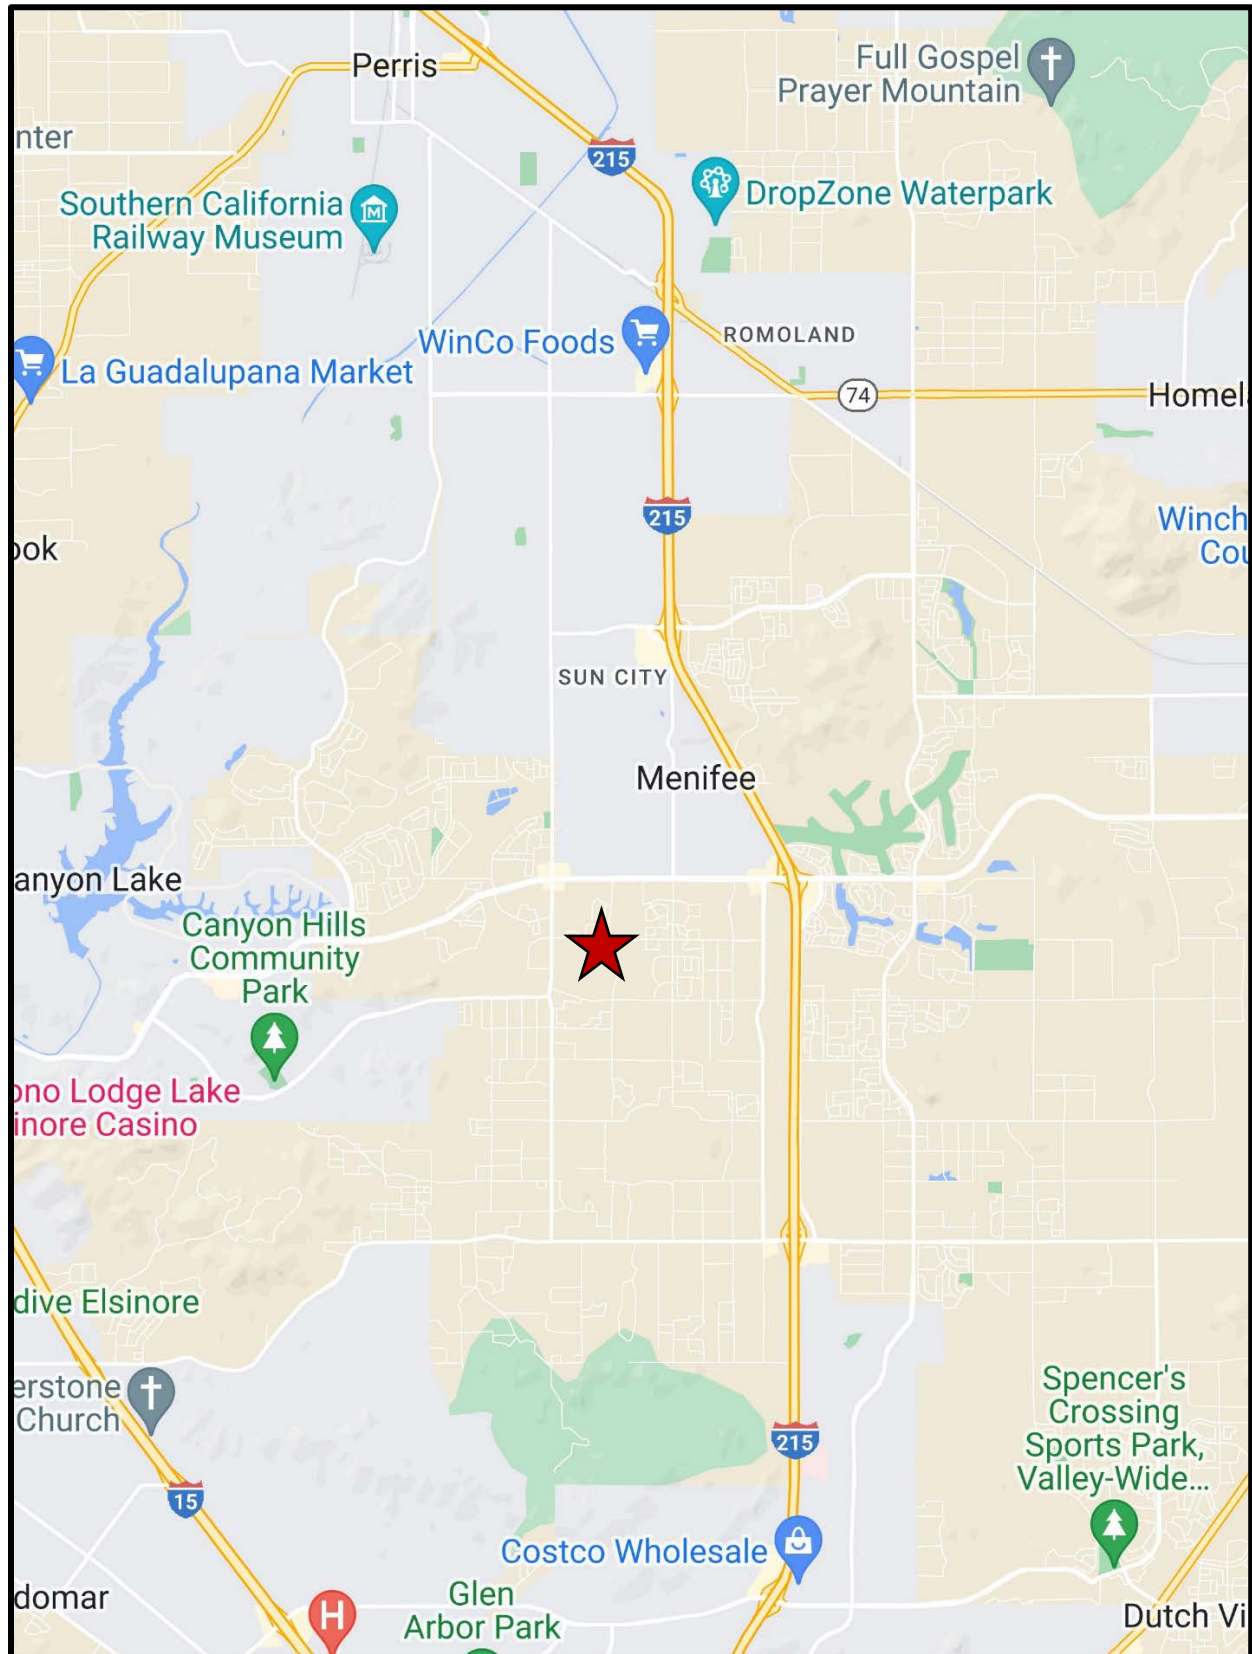 Perris
Full Gospel
Prayer Mountain
nter
215
Southern California
Railway Museum
DropZone Waterpark
WinCo Foods
ROMOLAND
La Guadalupana Market
74
Homel
215
Winch
Cou
ook
SUN CITY
Menifee
anyon Lake
Canyon Hills
Community
Park
ono Lodge Lake
inore Casino
dive Elsinore
erstone
Church
Spencer's
Crossing
Sports Park,
Valley-Wide...
215
15
Costco Wholesale
domar
H
Glen
Arbor Park
Dutch Vi